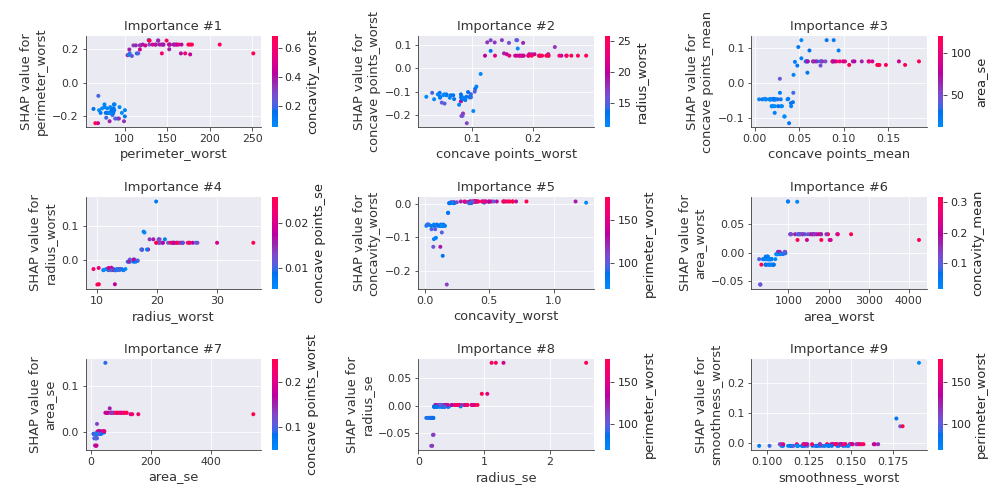 Importance #1
SHAP value for
perimeter_worst
0.2
0.0
−0.2
100
150
200
250
perimeter_worst
0.6
0.4
0.2
concavity_worst
Importance #2
SHAP value for
concave points_worst
0.1
0.0
−0.1
−0.2
0.1
0.2
concave points_worst
25
20
15
radius_worst
Importance #3
SHAP value for
concave points_mean
0.1
0.0
−0.1
0.00
0.05
0.10
0.15
concave points_mean
100
50
area_se
Importance #4
SHAP value for
radius_worst
0.1
0.0
10
20
30
radius_worst
0.02
0.01
concave points_se
Importance #5
SHAP value for
concavity_worst
0.0
−0.1
−0.2
0.0
0.5
1.0
concavity_worst
150
100
perimeter_worst
Importance #6
SHAP value for
area_worst
0.05
0.00
−0.05
1000
2000
3000
4000
area_worst
0.3
0.2
0.1
concavity_mean
Importance #7
SHAP value for
area_se
0.1
0.0
0
200
400
area_se
0.2
0.1
concave points_worst
Importance #8
SHAP value for
radius_se
0.05
0.00
−0.05
0
1
2
radius_se
150
100
perimeter_worst
Importance #9
SHAP value for
smoothness_worst
0.2
0.1
0.0
0.100
0.125
0.150
0.175
smoothness_worst
150
100
perimeter_worst